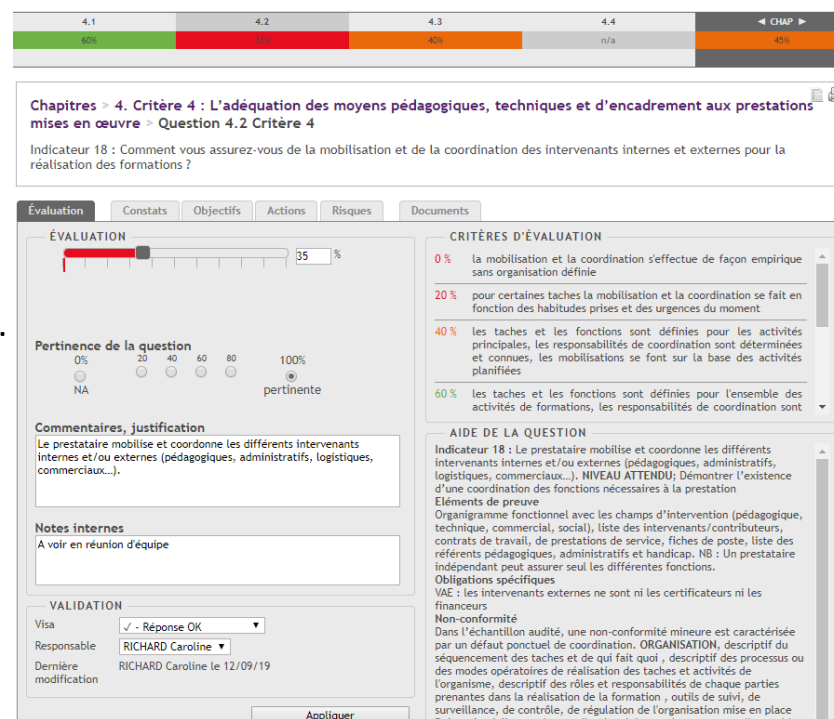 4.1 4.2 4.3 4.4 ◄ CHAP ►
60% 35% 40% n/a 45%
Chapitres > 4. Critère 4 : L'adéquation des moyens pédagogiques, techniques et d'encadrement aux prestations
mises en œuvre > Question 4.2 Critère 4
Indicateur 18 : Comment vous assurez-vous de la mobilisation et de la coordination des intervenants internes et externes pour la
réalisation des formations ?
Évaluation Constats Objectifs Actions Risques Documents
ÉVALUATION
35 %
Pertinence de la question
0% 20 40 60 80 100%
NA pertinente
Commentaires, justification
Le prestataire mobilise et coordonne les différents intervenants
internes et/ou externes (pédagogiques, administratifs, logistiques,
commerciaux…).
Notes internes
A voir en réunion d'équipe
VALIDATION
Visa ✓ - Réponse OK
Responsable RICHARD Caroline
Dernière
modification
RICHARD Caroline le 12/09/19
Appliquer
CRITÈRES D'ÉVALUATION
0 % la mobilisation et la coordination s'effectue de façon empirique
sans organisation définie
20 % pour certaines taches la mobilisation et la coordination se fait en
fonction des habitudes prises et des urgences du moment
40 % les taches et les fonctions sont définies pour les activités
principales, les responsabilités de coordination sont déterminées
et connues, les mobilisations se font sur la base des activités
planifiées
60 % les taches et les fonctions sont définies pour l'ensemble des
activités de formations, les responsabilités de coordination sont
AIDE DE LA QUESTION
Indicateur 18 : Le prestataire mobilise et coordonne les différents
intervenants internes et/ou externes (pédagogiques, administratifs,
logistiques, commerciaux…). NIVEAU ATTENDU; Démontrer l'existence
d'une coordination des fonctions nécessaires à la prestation
Eléments de preuve
Organigramme fonctionnel avec les champs d'intervention (pédagogique,
technique, commercial, social), liste des intervenants/contributeurs,
contrats de travail, de prestations de service, fiches de poste, liste des
référents pédagogiques, administratifs et handicap. NB : Un prestataire
indépendant peut assurer seul les différentes fonctions.
Obligations spécifiques
VAE : les intervenants externes ne sont ni les certificateurs ni les
financeurs
Non-conformité
Dans l'échantillon audité, une non-conformité mineure est caractérisée
par un défaut ponctuel de coordination. ORGANISATION, descriptif du
séquencement des taches et de qui fait quoi , descriptif des processus ou
des modes opératoires de réalisation des taches et activités de
l'organisme, descriptif des rôles et responsabilités de chaque parties
prenantes dans la réalisation de la formation , outils de suivi, de
surveillance, de contrôle, de régulation de l'organisation mise en place